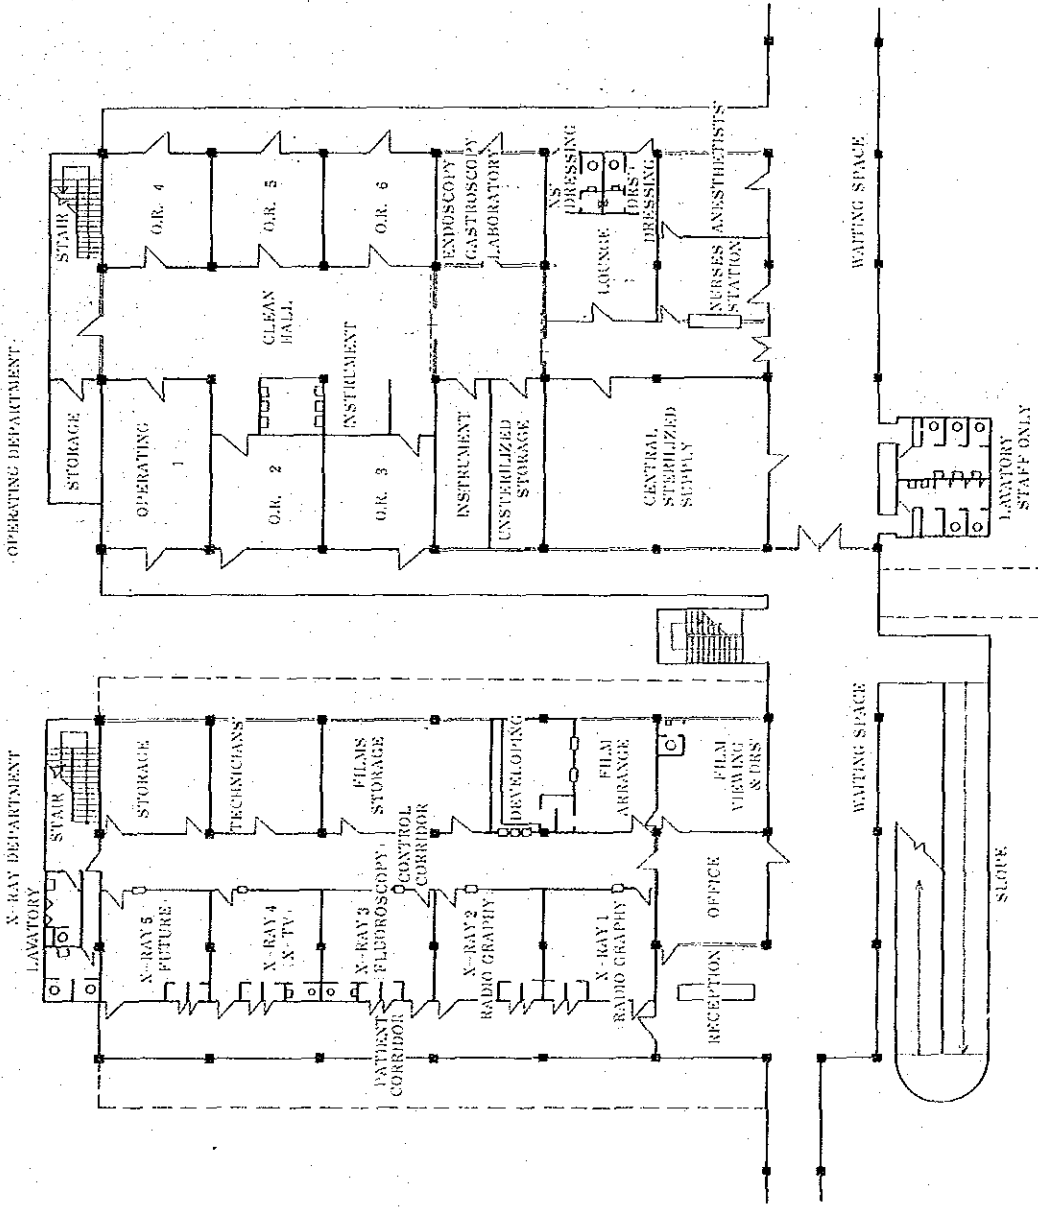 X-RAY DEPARTMENT
OPERATING DEPARTMENT
LAVATORY
STAIR
STORAGE
STAIR
X-RAY 5
FUTURE
STORAGE
OPERATING
1
O.R. 4
X-RAY 4
(X-TV)
TECHNICIANS'
O.R. 2
CLEAN
HALL
O.R. 5
X-RAY 3
FLUOROSCOPY
CONTROL
CORRIDOR
FILMS
STORAGE
O.R. 3
INSTRUMENT
O.R. 6
PATIENT
CORRIDOR
X-RAY 2
RADIO GRAPHY
DEVELOPING
INSTRUMENT
UNSTERILIZED
STORAGE
ENDOSCOPY
GASTROSCOPY
LABORATORY
X-RAY 1
RADIO GRAPHY
FILM
ARRANGE
CENTRAL
STERILIZED
SUPPLY
LOUNGE
NS'
DRESSING
DRS'
DRESSING
RECEPTION
OFFICE
FILM
VIEWING
& DRS'
NURSES
STATION
ANESTHETISTS'
WAITING SPACE
WAITING SPACE
SLOPE
LAVATORY
STAFF ONLY